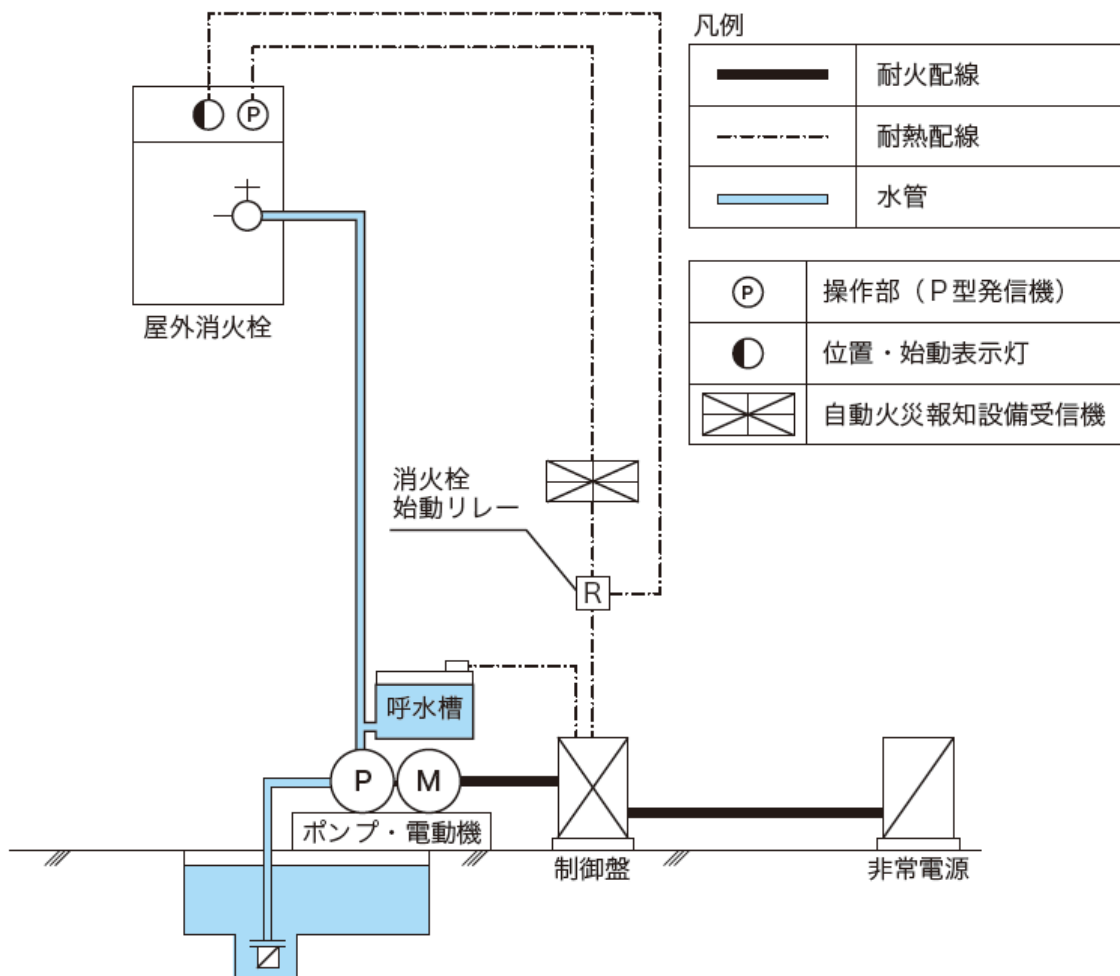 凡例
耐火配線
耐熱配線
水管
P
操作部（P型発信機）
位置・始動表示灯
自動火災報知設備受信機
P
屋外消火栓
消火栓
始動リレー
R
呼水槽
P
M
ポンプ・電動機
制御盤
非常電源